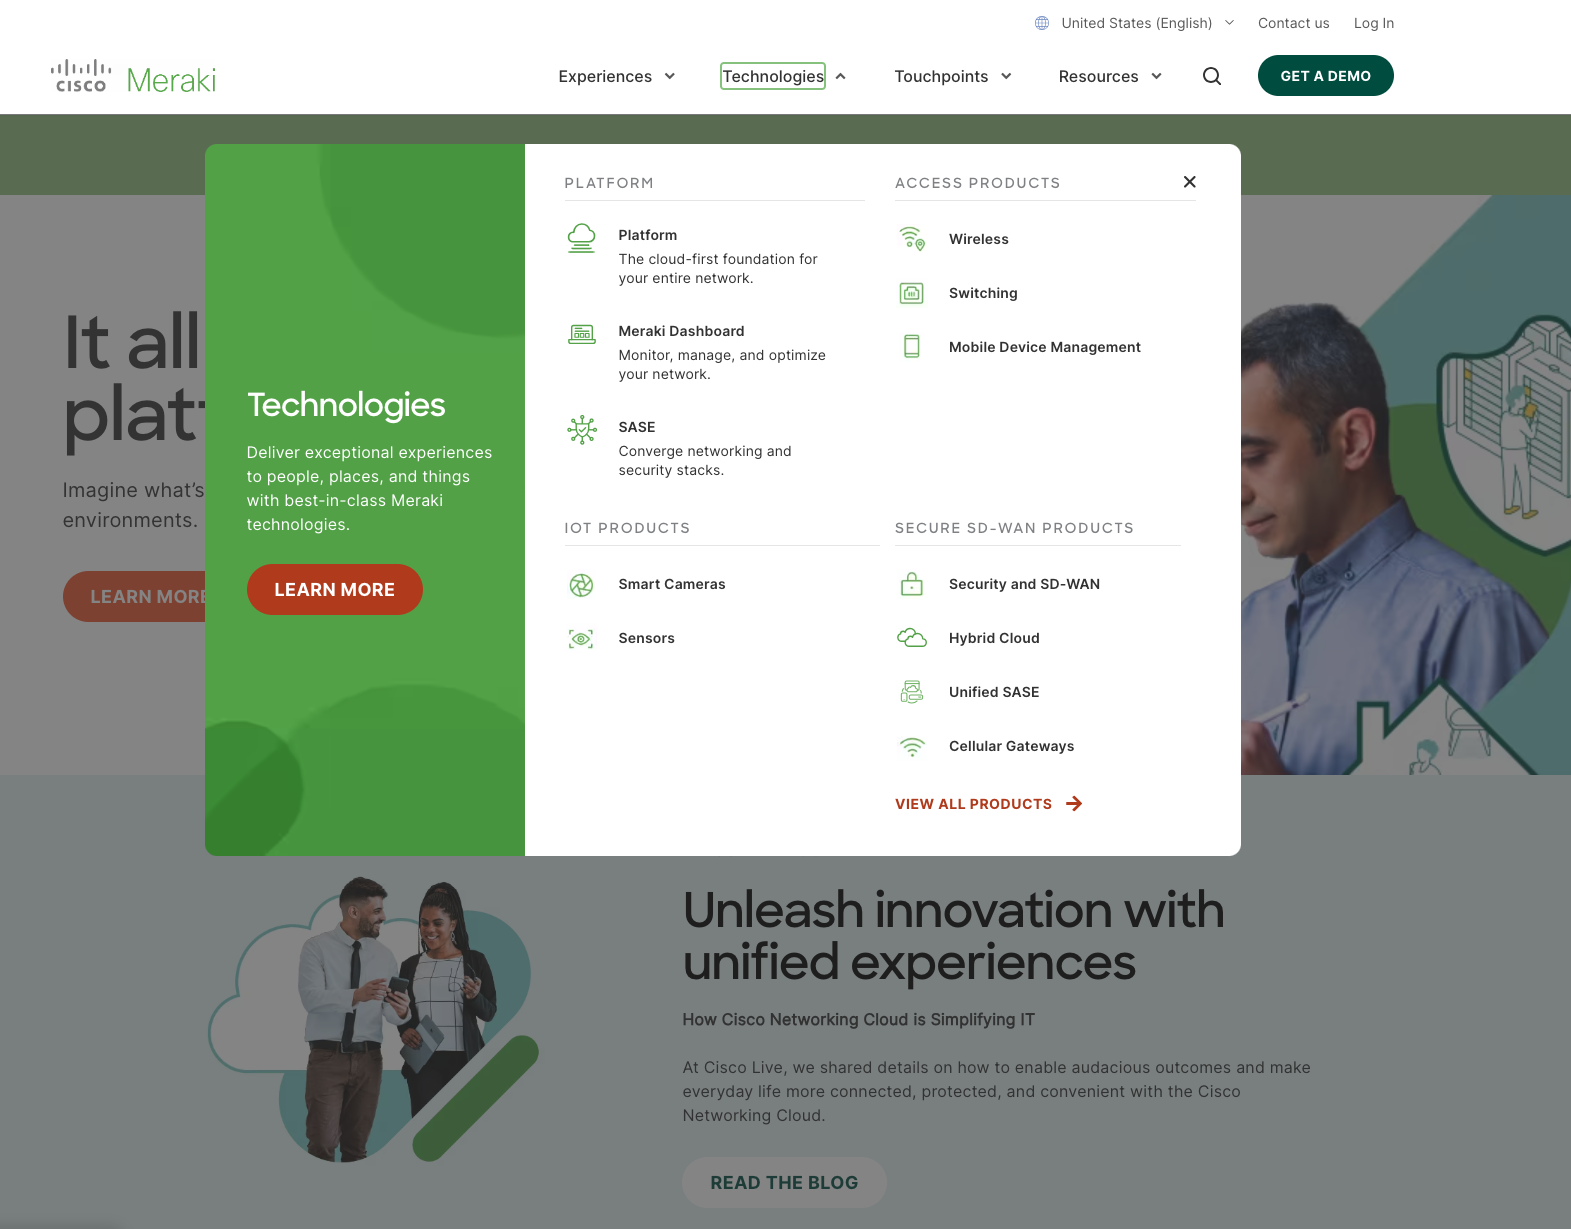 United States (English)
Contact us
Log In
cisco Meraki
Experiences
Technologies
Touchpoints
Resources
GET A DEMO
It all
plat
Imagine what's
environments.
LEARN MORE
Technologies
Deliver exceptional experiences
to people, places, and things
with best-in-class Meraki
technologies.
LEARN MORE
PLATFORM
Platform
The cloud-first foundation for
your entire network.
Meraki Dashboard
Monitor, manage, and optimize
your network.
SASE
Converge networking and
security stacks.
ACCESS PRODUCTS
Wireless
Switching
Mobile Device Management
IOT PRODUCTS
Smart Cameras
Sensors
SECURE SD-WAN PRODUCTS
Security and SD-WAN
Hybrid Cloud
Unified SASE
Cellular Gateways
VIEW ALL PRODUCTS
Unleash innovation with
unified experiences
How Cisco Networking Cloud is Simplifying IT
At Cisco Live, we shared details on how to enable audacious outcomes and make
everyday life more connected, protected, and convenient with the Cisco
Networking Cloud.
READ THE BLOG